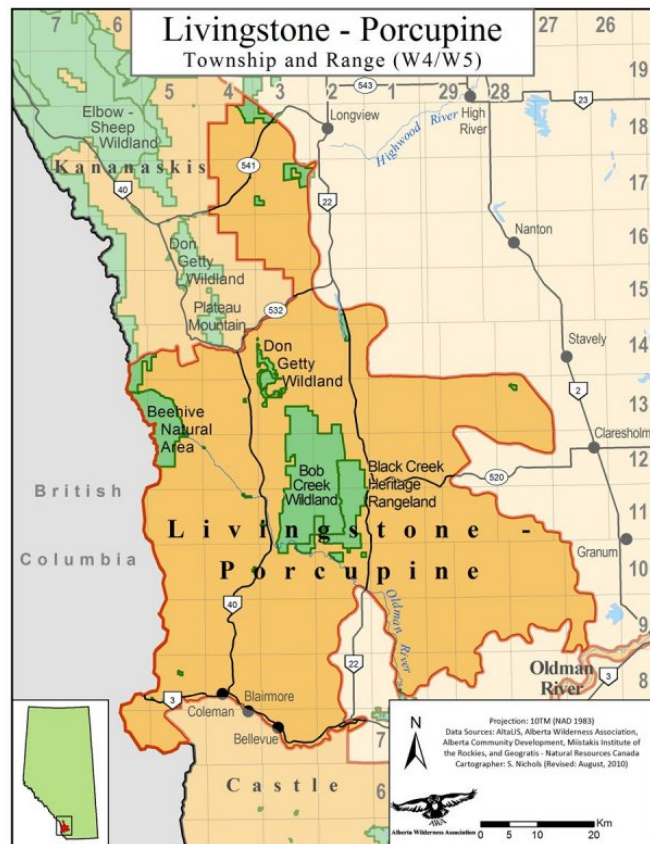 Livingstone - Porcupine
Township and Range (W4/W5)
7
6
5
4
3
2
1
29
28
27
26
25
19
18
17
16
15
14
13
12
11
10
9
8
7
6
543
23
Elbow -
Sheep
Wildland
Longview
High
River
Highwood River
541
Kananaskis
40
22
Nanton
Don
Getty
Wildland
Plateau
Mountain
532
Don
Getty
Wildland
Stavely
2
Beehive
Natural
Area
Claresholm
Bob
Creek
Wildland
Black Creek
Heritage
Rangeland
520
British
Columbia
Livingstone -
Porcupine
Granum
Oldman River
40
22
Oldman
River
3
3
Blairmore
Coleman
Bellevue
Castle
N
Projection: 10TM (NAD 1983)
Data Sources: AltaLIS, Alberta Wilderness Association,
Alberta Community Development, Miistakis Institute of
the Rockies, and Geogratis - Natural Resources Canada
Cartographer: S. Nichols (Revised: August, 2010)
AWA
Alberta Wilderness Association
Km
0 5 10 20